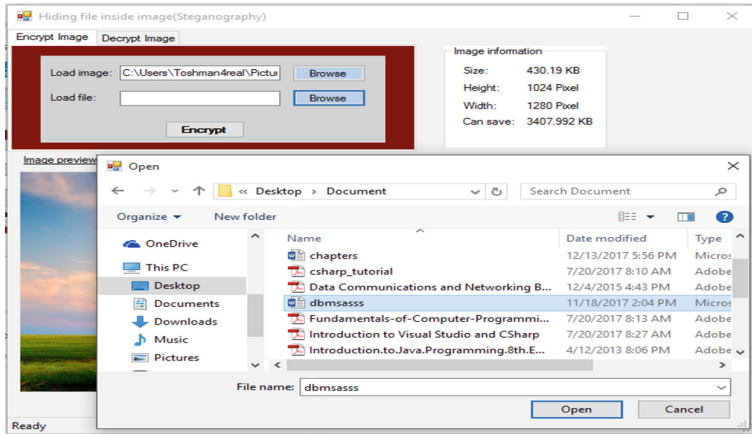 Hiding file inside image(Steganography)
Encrypt Image Decrypt Image
Load image: C:\Users\Toshman4real\Pictu Browse
Load file: Browse
Encrypt
Image information
Size: 430.19 KB
Height: 1024 Pixel
Width: 1280 Pixel
Can save: 3407.992 KB
Image preview
Open
« Desktop > Document Search Document
Organize New folder
OneDrive
This PC
Desktop
Documents
Downloads
Music
Pictures
Name Date modified Type
chapters 12/13/2017 5:56 PM Micros
csharp_tutorial 7/20/2017 8:10 AM Adobe
Data Communications and Networking B... 12/4/2015 4:43 PM Adobe
dbmsasss 11/18/2017 2:04 PM Micros
Fundamentals-of-Computer-Programmi... 7/20/2017 8:13 AM Adobe
Introduction to Visual Studio and CSharp 7/20/2017 8:27 AM Adobe
Introduction.to.Java.Programming.8th.E... 4/12/2013 8:06 PM Adobe
File name: dbmsasss
Open Cancel
Ready